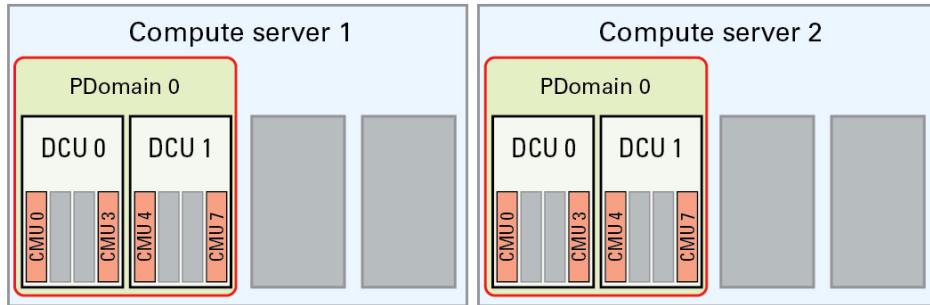 Compute server 1
PDomain 0
DCU 0
DCU 1
CMU 0
CMU 3
CMU 4
CMU 7
Compute server 2
PDomain 0
DCU 0
DCU 1
CMU 0
CMU 3
CMU 4
CMU 7